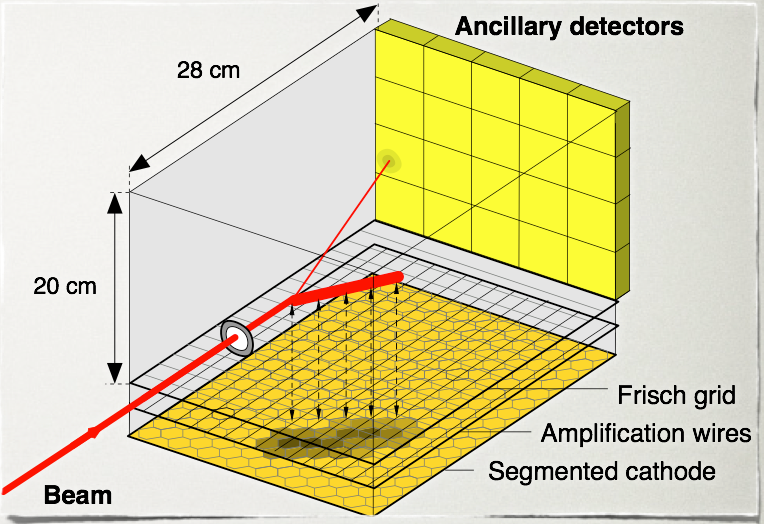 Ancillary detectors
28 cm
20 cm
Frisch grid
Amplification wires
Segmented cathode
Beam